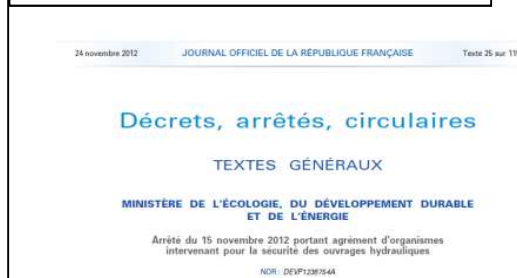 24 novembre 2012 JOURNAL OFFICIEL DE LA RÉPUBLIQUE FRANÇAISE Texte 25 sur 11
Décrets, arrêtés, circulaires
TEXTES GÉNÉRAUX
MINISTÈRE DE L'ÉCOLOGIE, DU DÉVELOPPEMENT DURABLE
ET DE L'ÉNERGIE
Arrêté du 15 novembre 2012 portant agrément d'organismes
intervenant pour la sécurité des ouvrages hydrauliques
NOR: DEVP1238754A